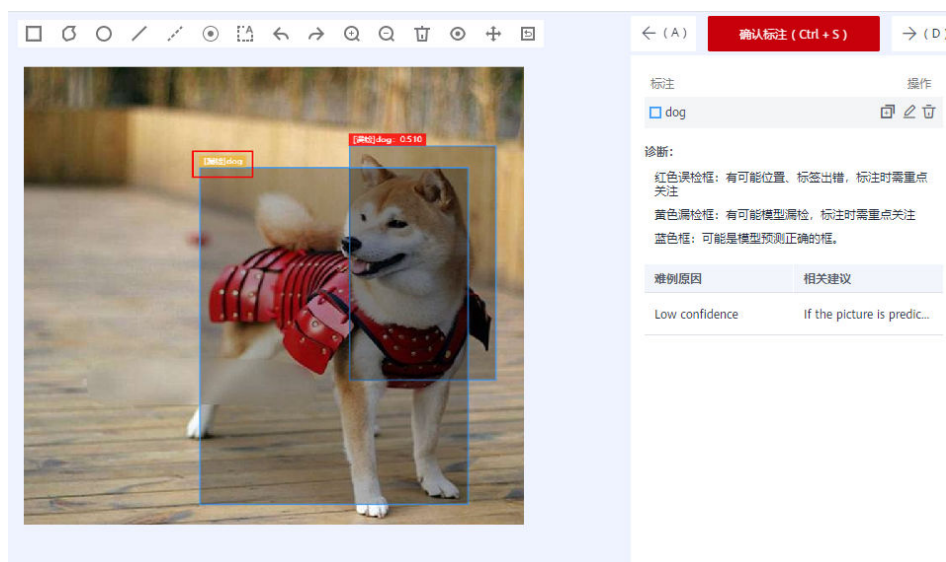 ← ( A )
确认标注 ( Ctrl + S )
→ ( D )
标注
操作
dog
[误检]dog: 0.510
[漏检]dog
诊断：
红色误检框：有可能位置、标签出错，标注时需重点
关注
黄色漏检框：有可能模型漏检，标注时需重点关注
蓝色框：可能是模型预测正确的框。
难例原因
相关建议
Low confidence
If the picture is predic...